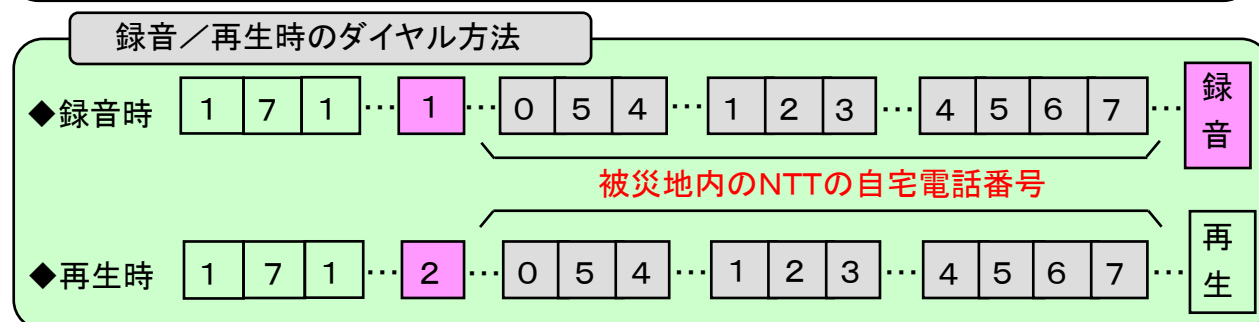 録音／再生時のダイヤル方法
◆録音時 1 7 1 … 1 … 0 5 4 … 1 2 3 … 4 5 6 7 … 録音
被災地内のNTTの自宅電話番号
◆再生時 1 7 1 … 2 … 0 5 4 … 1 2 3 … 4 5 6 7 … 再生